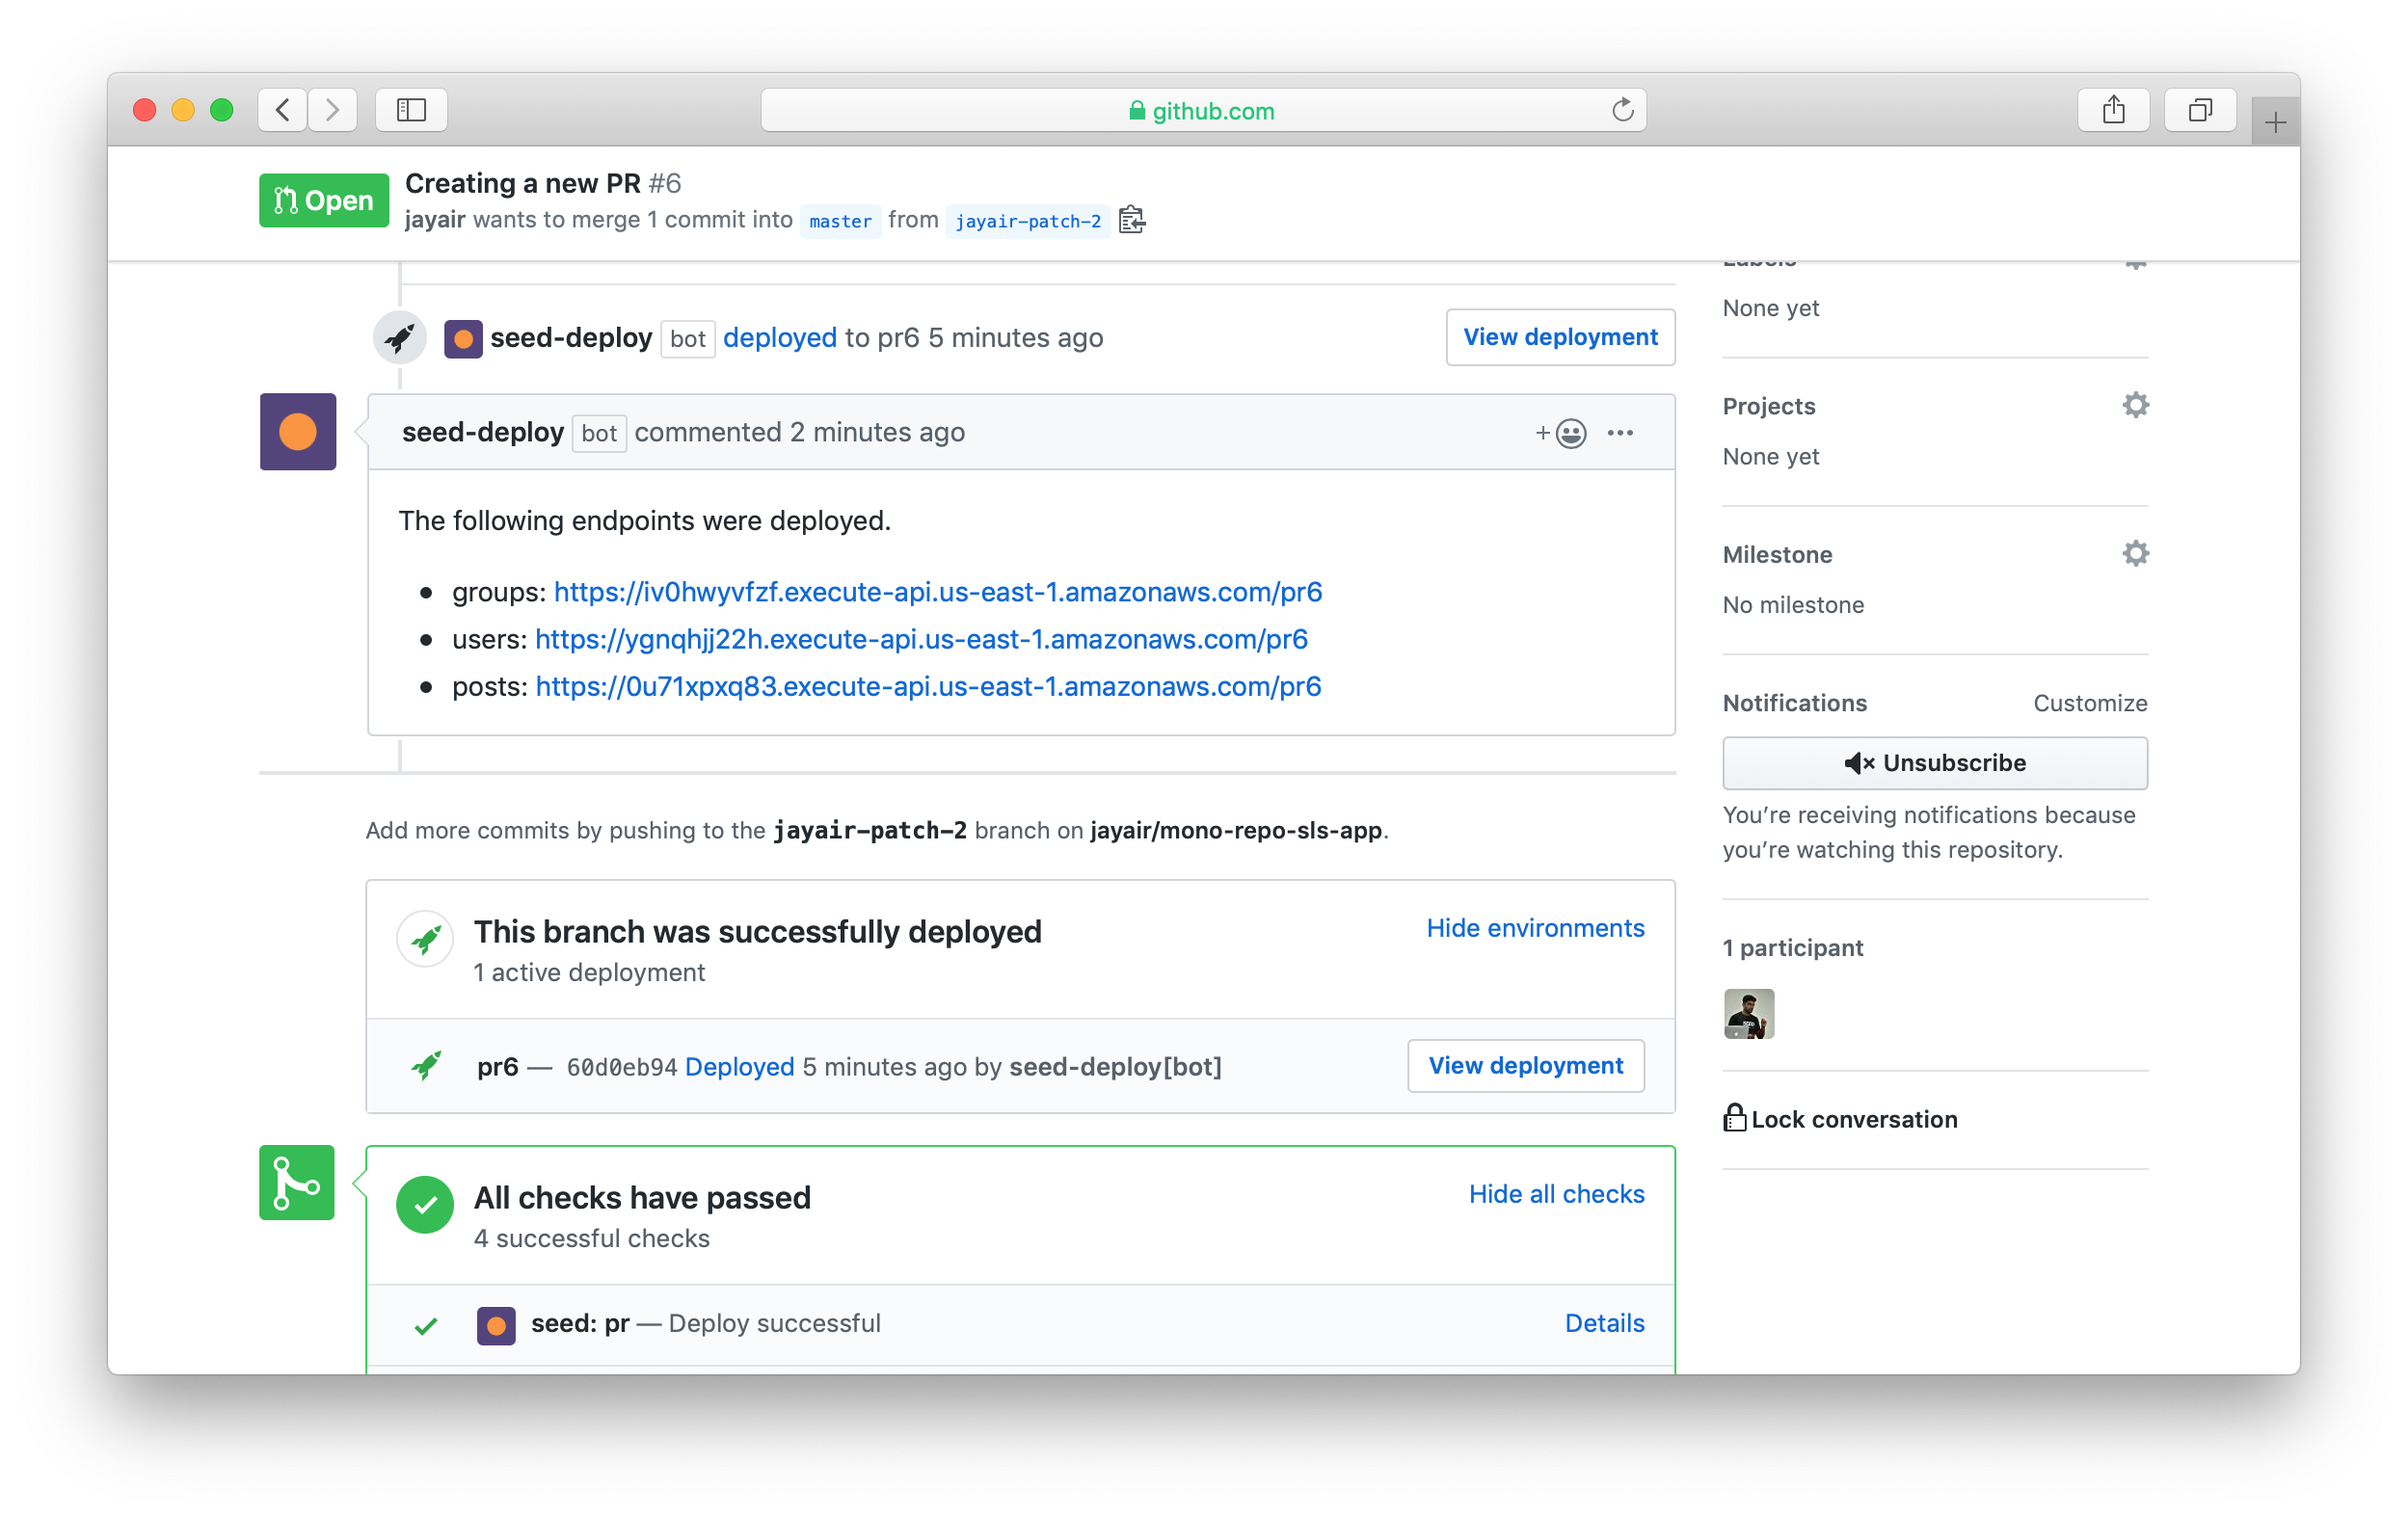 github.com
Open
Creating a new PR #6
jayair wants to merge 1 commit into master from jayair-patch-2
seed-deploy bot deployed to pr6 5 minutes ago
View deployment
seed-deploy bot commented 2 minutes ago
The following endpoints were deployed.
groups: https://iv0hwyvfzf.execute-api.us-east-1.amazonaws.com/pr6
users: https://ygnqhjj22h.execute-api.us-east-1.amazonaws.com/pr6
posts: https://0u71xpxq83.execute-api.us-east-1.amazonaws.com/pr6
Add more commits by pushing to the jayair-patch-2 branch on jayair/mono-repo-sls-app.
This branch was successfully deployed
1 active deployment
Hide environments
pr6 — 60d0eb94 Deployed 5 minutes ago by seed-deploy[bot]
View deployment
All checks have passed
4 successful checks
Hide all checks
seed: pr — Deploy successful
Details
Labels
None yet
Projects
None yet
Milestone
No milestone
Notifications
Customize
Unsubscribe
You’re receiving notifications because
you’re watching this repository.
1 participant
Lock conversation